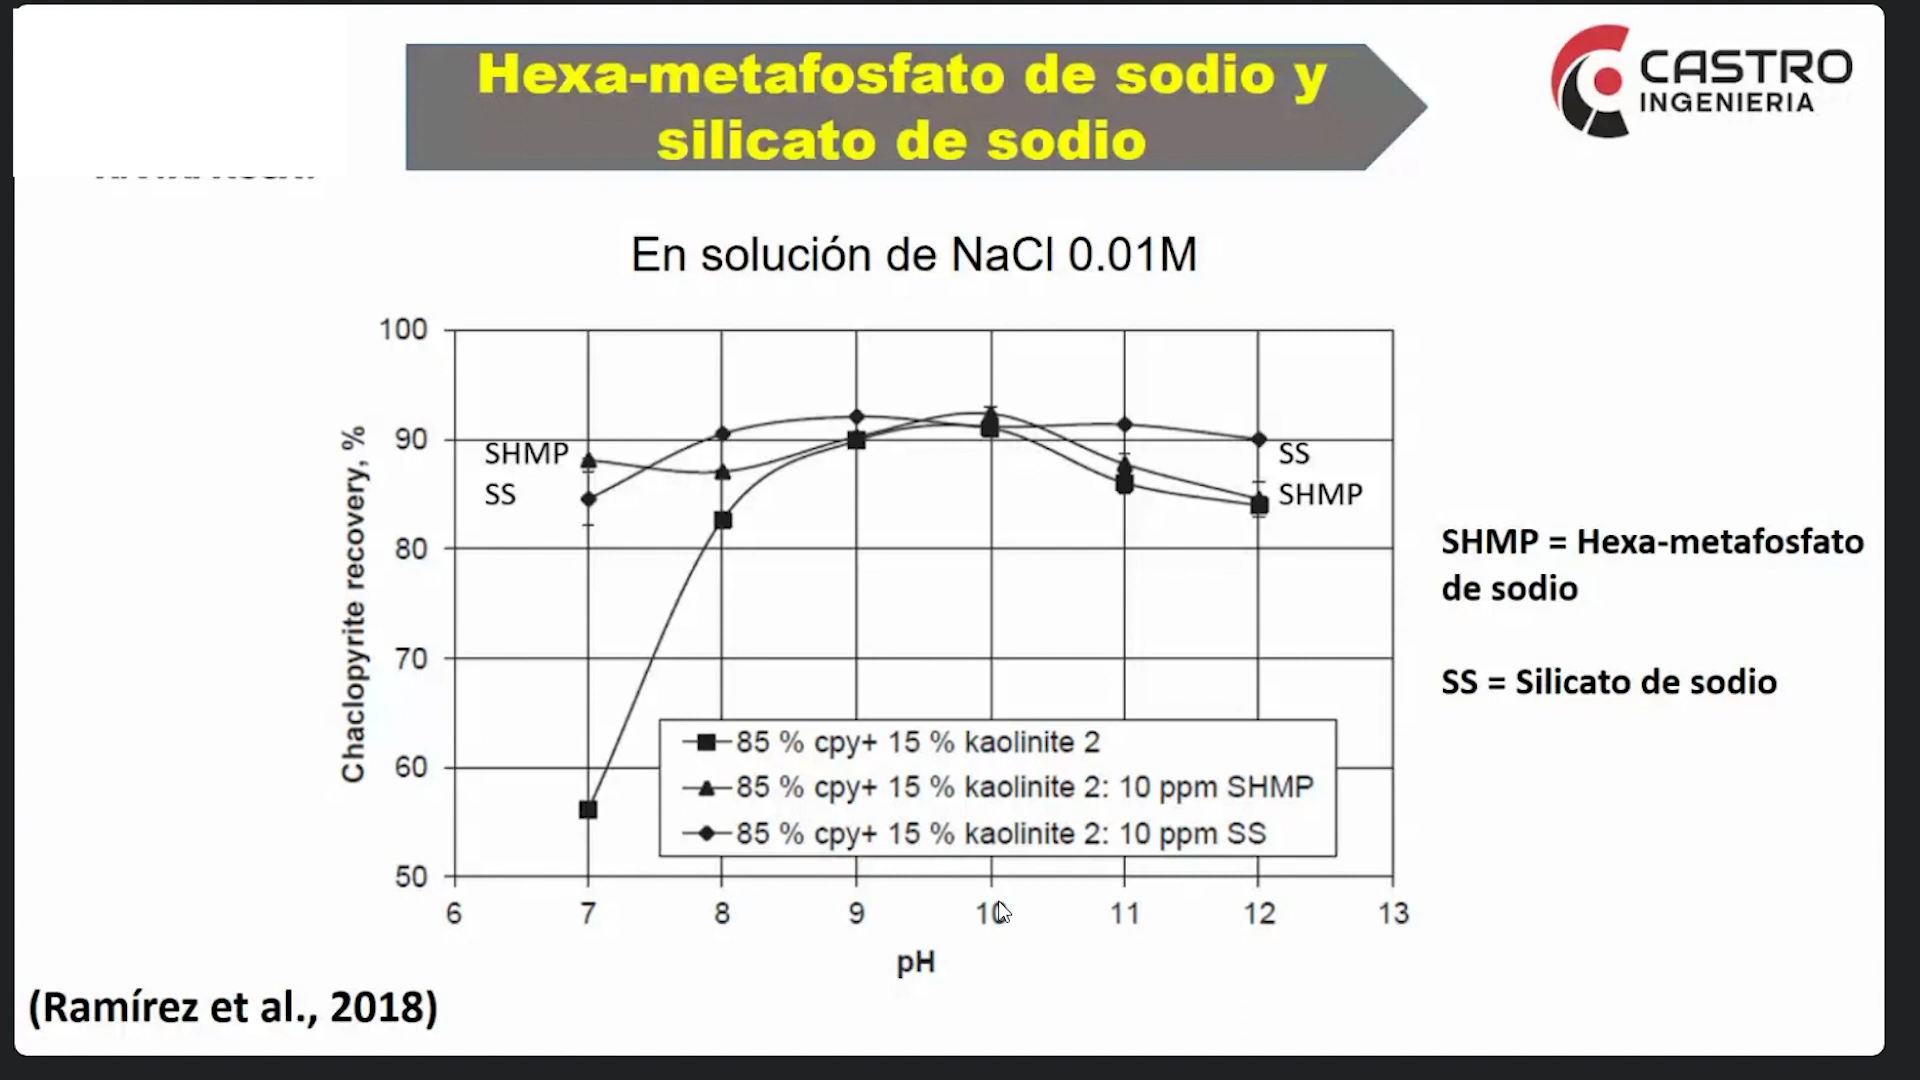 Hexa-metafosfato de sodio y
silicato de sodio
CASTRO
INGENIERIA
En solución de NaCl 0.01M
100
90
80
70
60
50
Chaclopyrite recovery, %
SHMP
SS
SS
SHMP
85 % cpy+ 15 % kaolinite 2
85 % cpy+ 15 % kaolinite 2: 10 ppm SHMP
85 % cpy+ 15 % kaolinite 2: 10 ppm SS
6 7 8 9 10 11 12 13
pH
SHMP = Hexa-metafosfato
de sodio
SS = Silicato de sodio
(Ramírez et al., 2018)